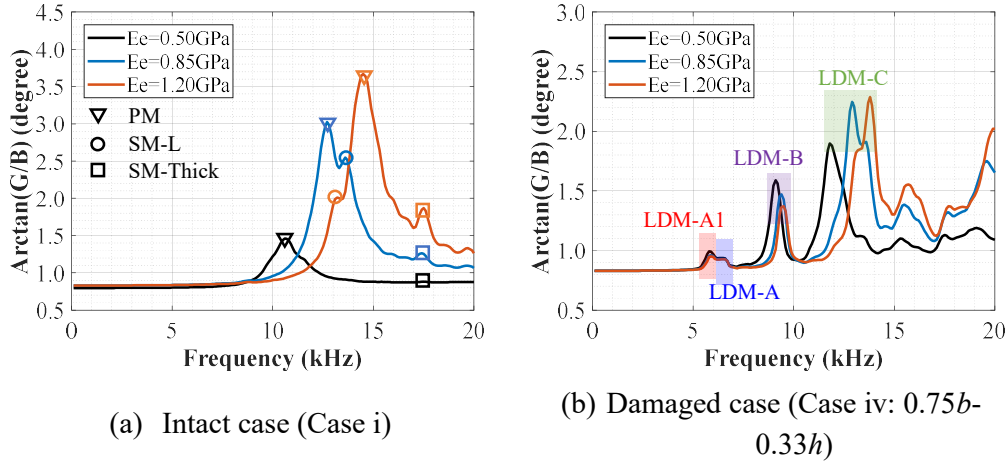 4.5
4.0
3.5
3.0
2.5
2.0
1.5
1.0
0.5
Arctan(G/B) (degree)
Ee=0.50GPa
Ee=0.85GPa
Ee=1.20GPa
PM
SM-L
SM-Thick
0 5 10 15 20
Frequency (kHz)
(a) Intact case (Case i)
3.0
2.5
2.0
1.5
1.0
0.5
Arctan(G/B) (degree)
Ee=0.50GPa
Ee=0.85GPa
Ee=1.20GPa
LDM-C
LDM-B
LDM-A1
LDM-A
0 5 10 15 20
Frequency (kHz)
(b) Damaged case (Case iv: 0.75b-
0.33h)